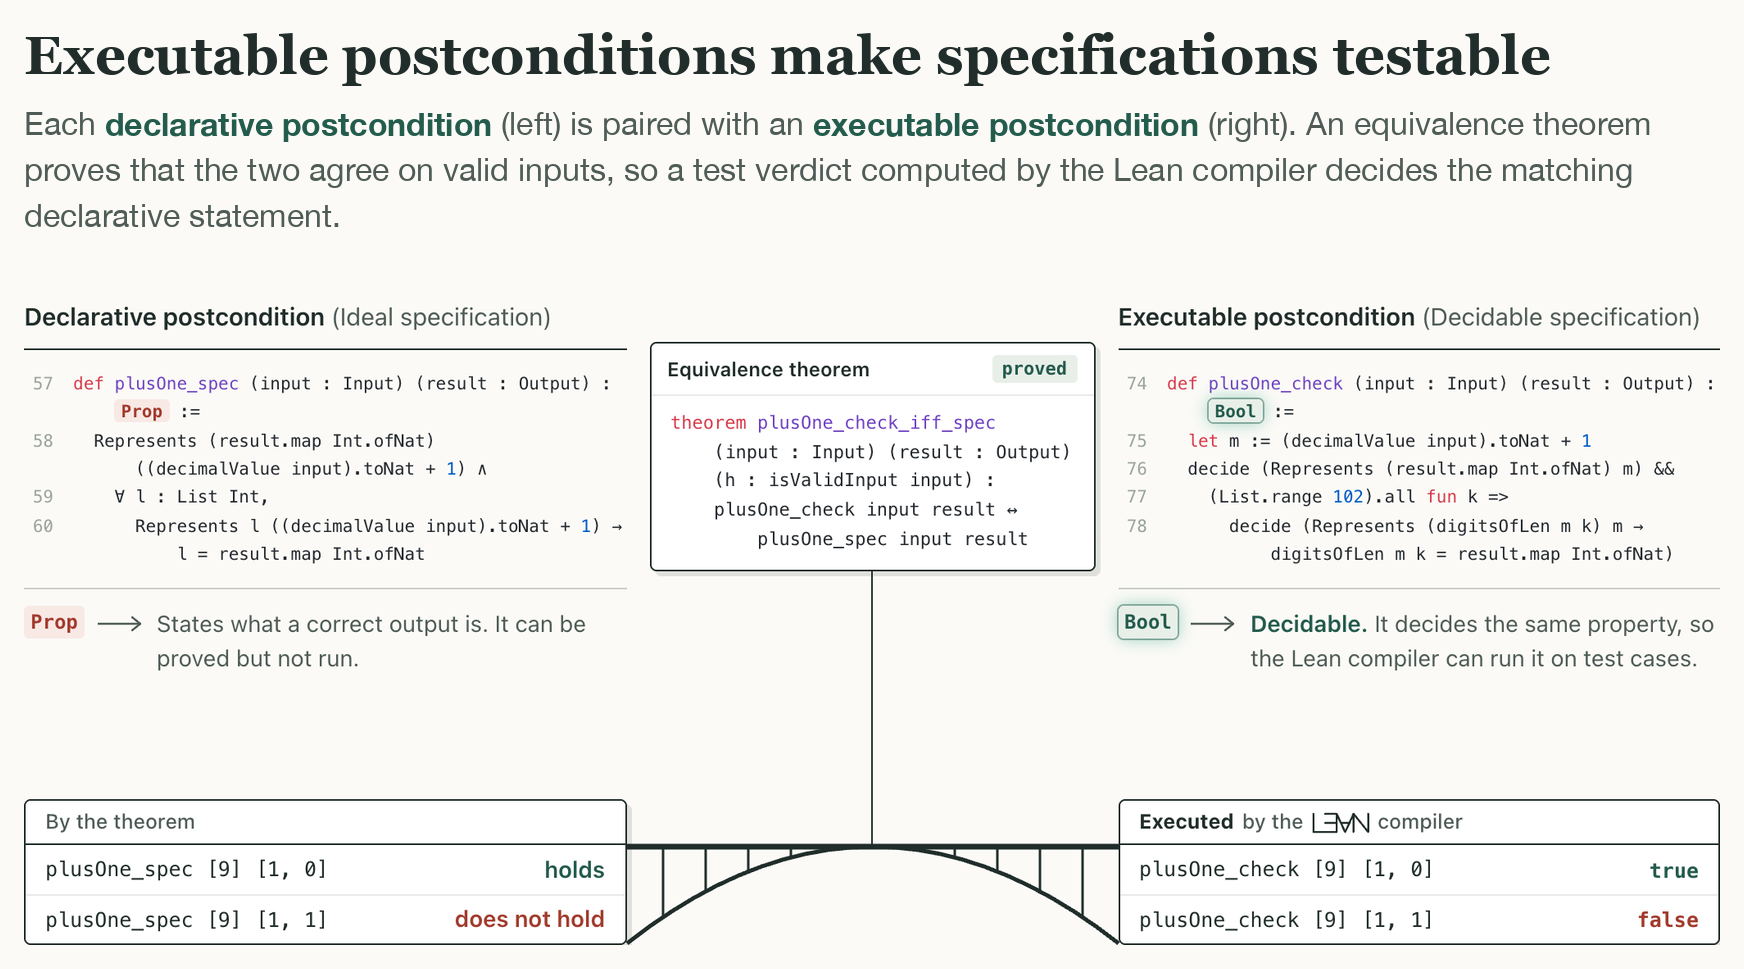 Executable postconditions make specifications testable
Each declarative postcondition (left) is paired with an executable postcondition (right). An equivalence theorem
proves that the two agree on valid inputs, so a test verdict computed by the Lean compiler decides the matching
declarative statement.
Declarative postcondition (Ideal specification)
57 def plusOne_spec (input : Input) (result : Output) :
Prop :=
58 Represents (result.map Int.ofNat)
((decimalValue input).toNat + 1) ∧
59 ∀ l : List Int,
60 Represents l ((decimalValue input).toNat + 1) →
l = result.map Int.ofNat
Prop → States what a correct output is. It can be
proved but not run.
Equivalence theorem proved
theorem plusOne_check_iff_spec
(input : Input) (result : Output)
(h : isValidInput input) :
plusOne_check input result ↔
plusOne_spec input result
Executable postcondition (Decidable specification)
74 def plusOne_check (input : Input) (result : Output) :
Bool :=
75 let m := (decimalValue input).toNat + 1
76 decide (Represents (result.map Int.ofNat) m) &&
77 (List.range 102).all fun k =>
78 decide (Represents (digitsOfLen m k) m →
digitsOfLen m k = result.map Int.ofNat)
Bool → Decidable. It decides the same property, so
the Lean compiler can run it on test cases.
By the theorem
plusOne_spec [9] [1, 0] holds
plusOne_spec [9] [1, 1] does not hold
Executed by the LEAN compiler
plusOne_check [9] [1, 0] true
plusOne_check [9] [1, 1] false